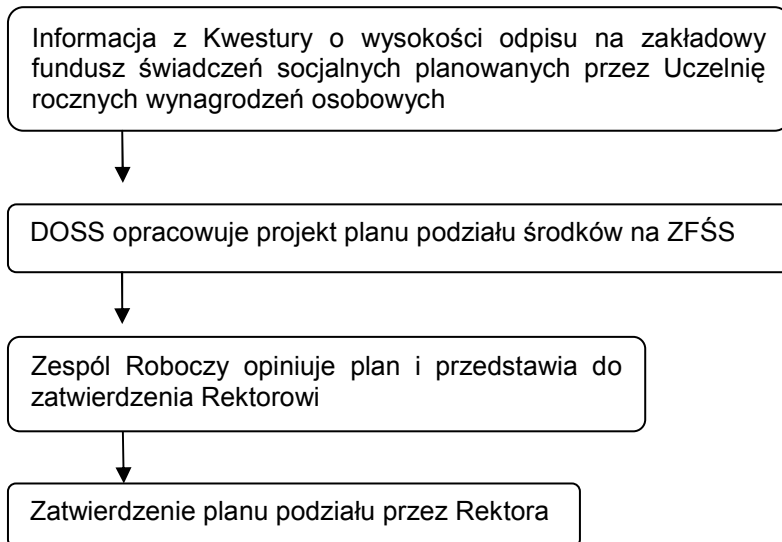 Informacja z Kwestury o wysokości odpisu na zakładowy
fundusz świadczeń socjalnych planowanych przez Uczelnię
rocznych wynagrodzeń osobowych
DOSS opracowuje projekt planu podziału środków na ZFŚS
Zespól Roboczy opiniuje plan i przedstawia do
zatwierdzenia Rektorowi
Zatwierdzenie planu podziału przez Rektora